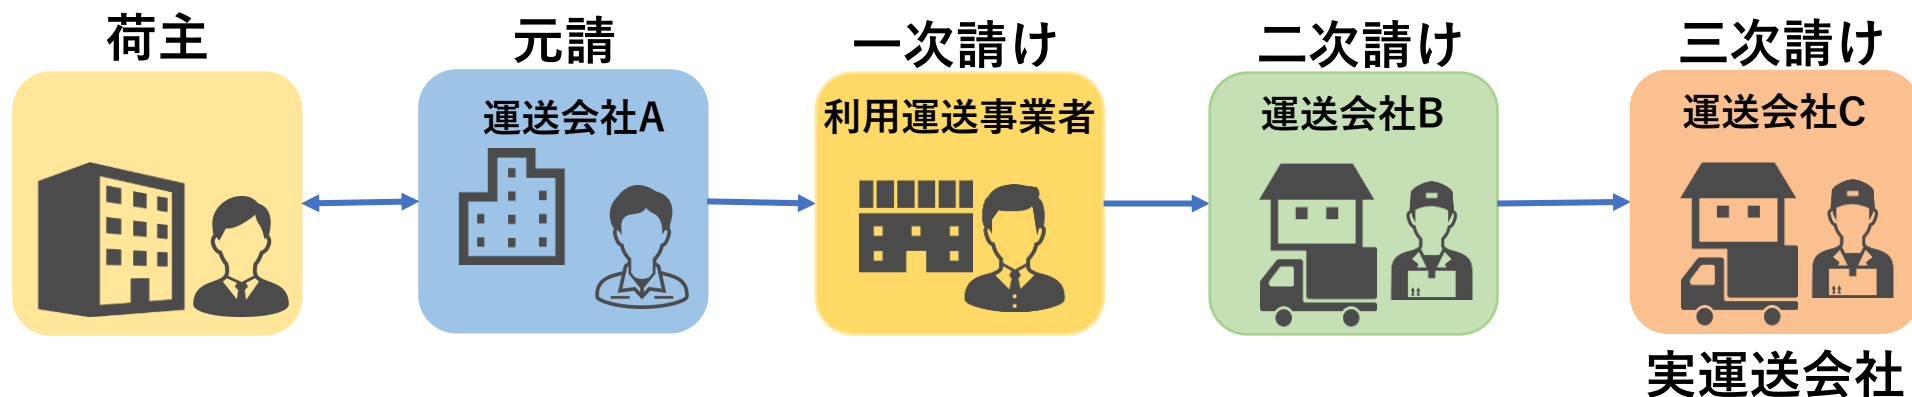 荷主
元請
一次請け
二次請け
三次請け
運送会社A
利用運送事業者
運送会社B
運送会社C
実運送会社